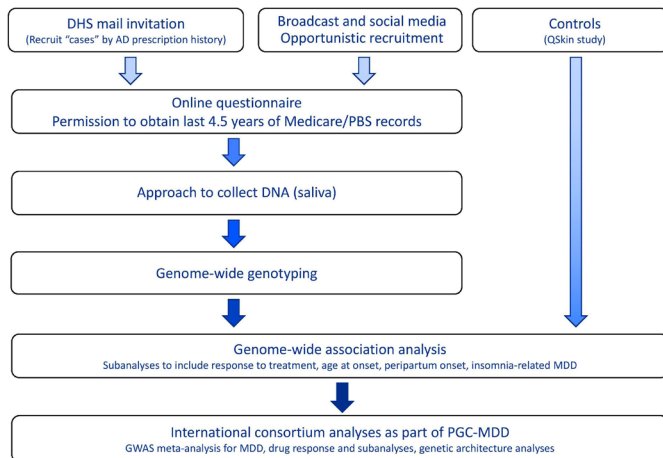 DHS mail invitation
(Recruit “cases” by AD prescription history)
Broadcast and social media
Opportunistic recruitment
Controls
(QSkin study)
Online questionnaire
Permission to obtain last 4.5 years of Medicare/PBS records
Approach to collect DNA (saliva)
Genome-wide genotyping
Genome-wide association analysis
Subanalyses to include response to treatment, age at onset, peripartum onset, insomnia-related MDD
International consortium analyses as part of PGC-MDD
GWAS meta-analysis for MDD, drug response and subanalyses, genetic architecture analyses